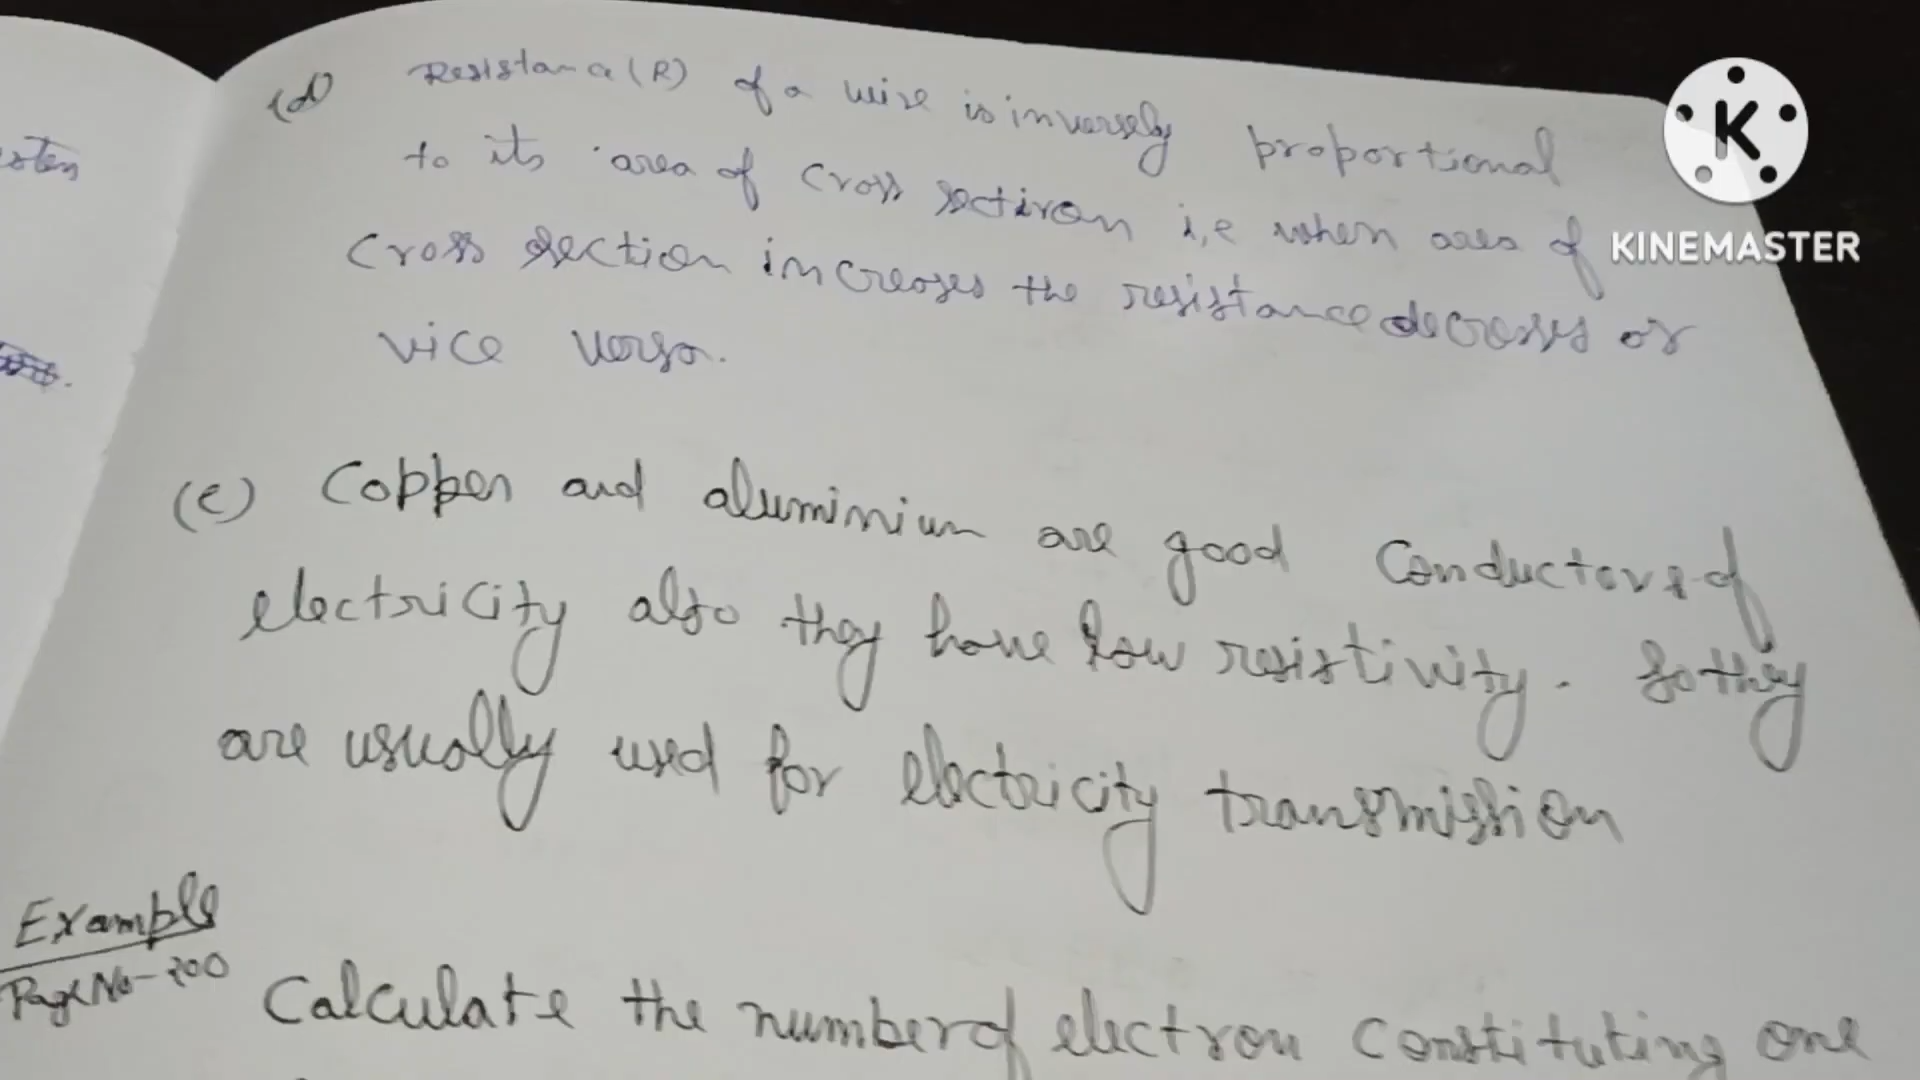 (d) Resistance (R) of a wire is inversely proportional
to its area of cross section i,e when area of
cross section increases the resistance decreases or
vice versa.
(e) Copper and aluminium are good conductors of
electricity also they have low resistivity. So they
are usually used for electricity transmission
Example
Page No - 200
Calculate the number of electron constituting one
KINEMASTER